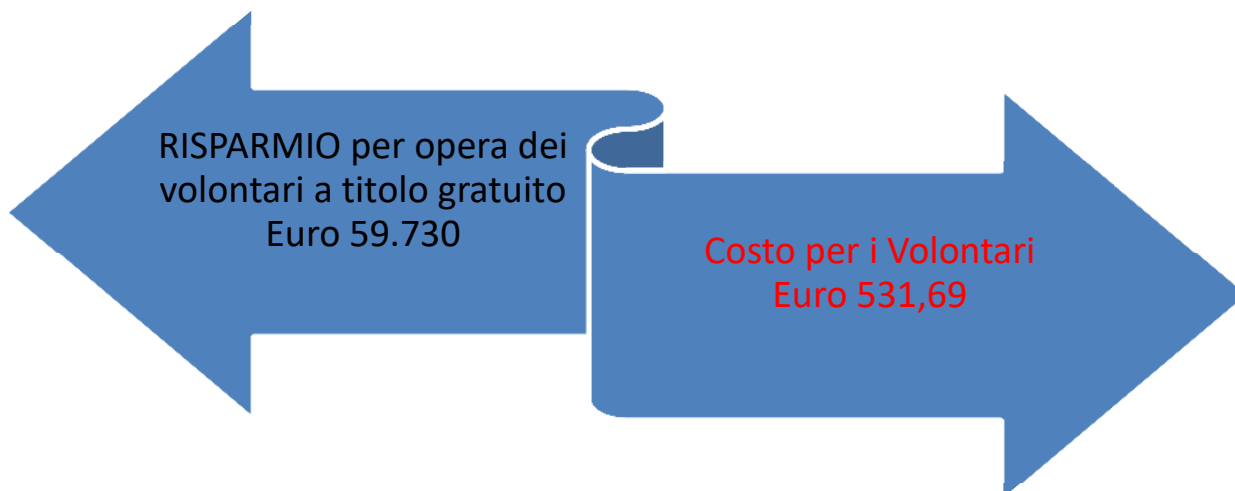 RISPARMIO per opera dei
volontari a titolo gratuito
Euro 59.730
Costo per i Volontari
Euro 531,69